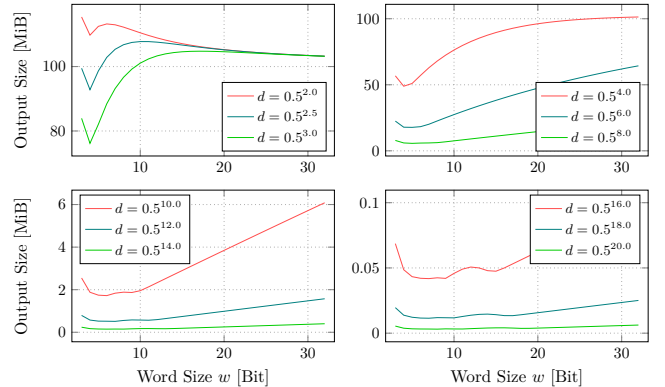 Output Size [MiB]
100
80
10
20
30
d = 0.5^2.0
d = 0.5^2.5
d = 0.5^3.0
100
50
0
10
20
30
d = 0.5^4.0
d = 0.5^6.0
d = 0.5^8.0
Output Size [MiB]
6
4
2
0
10
20
30
d = 0.5^10.0
d = 0.5^12.0
d = 0.5^14.0
Word Size w [Bit]
0.1
0.05
0
10
20
30
d = 0.5^16.0
d = 0.5^18.0
d = 0.5^20.0
Word Size w [Bit]